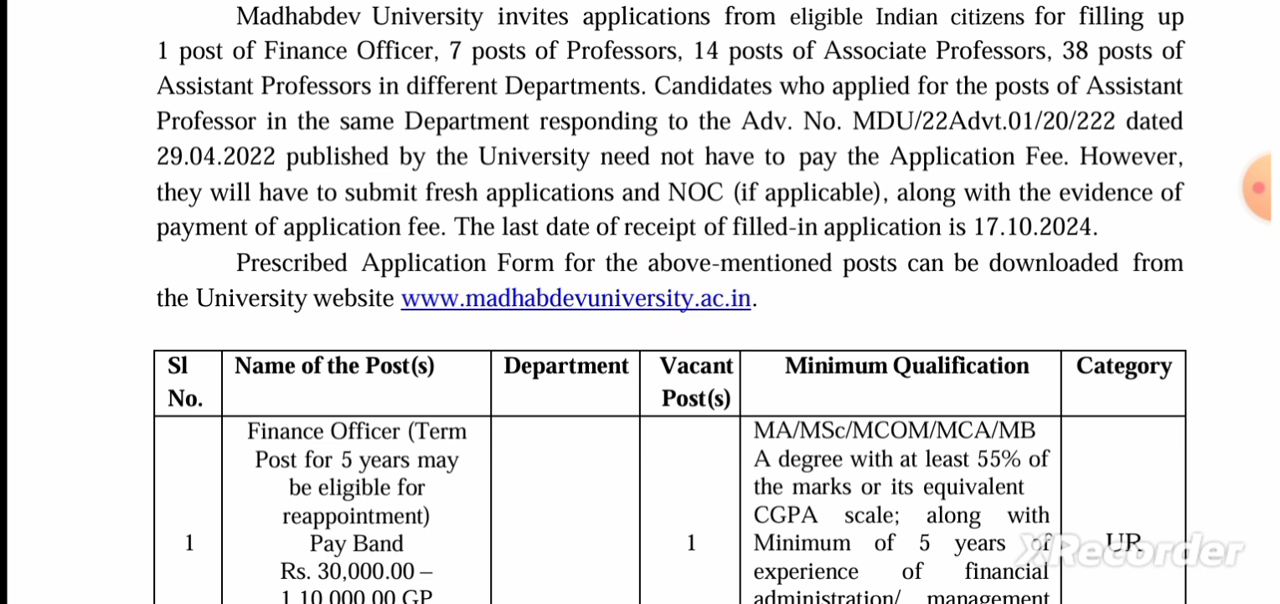 Madhabdev University invites applications from eligible Indian citizens for filling up
1 post of Finance Officer, 7 posts of Professors, 14 posts of Associate Professors, 38 posts of
Assistant Professors in different Departments. Candidates who applied for the posts of Assistant
Professor in the same Department responding to the Adv. No. MDU/22Advt.01/20/222 dated
29.04.2022 published by the University need not have to pay the Application Fee. However,
they will have to submit fresh applications and NOC (if applicable), along with the evidence of
payment of application fee. The last date of receipt of filled-in application is 17.10.2024.
Prescribed Application Form for the above-mentioned posts can be downloaded from
the University website www.madhabdevuniversity.ac.in.
Sl
No.
Name of the Post(s)
Department
Vacant
Post(s)
Minimum Qualification
Category
1
Finance Officer (Term
Post for 5 years may
be eligible for
reappointment)
Pay Band
Rs. 30,000.00 –
1,10,000.00 GP
1
MA/MSc/MCOM/MCA/MB
A degree with at least 55% of
the marks or its equivalent
CGPA scale; along with
Minimum of 5 years of
experience of financial
administration/ management
UR
XRecorder